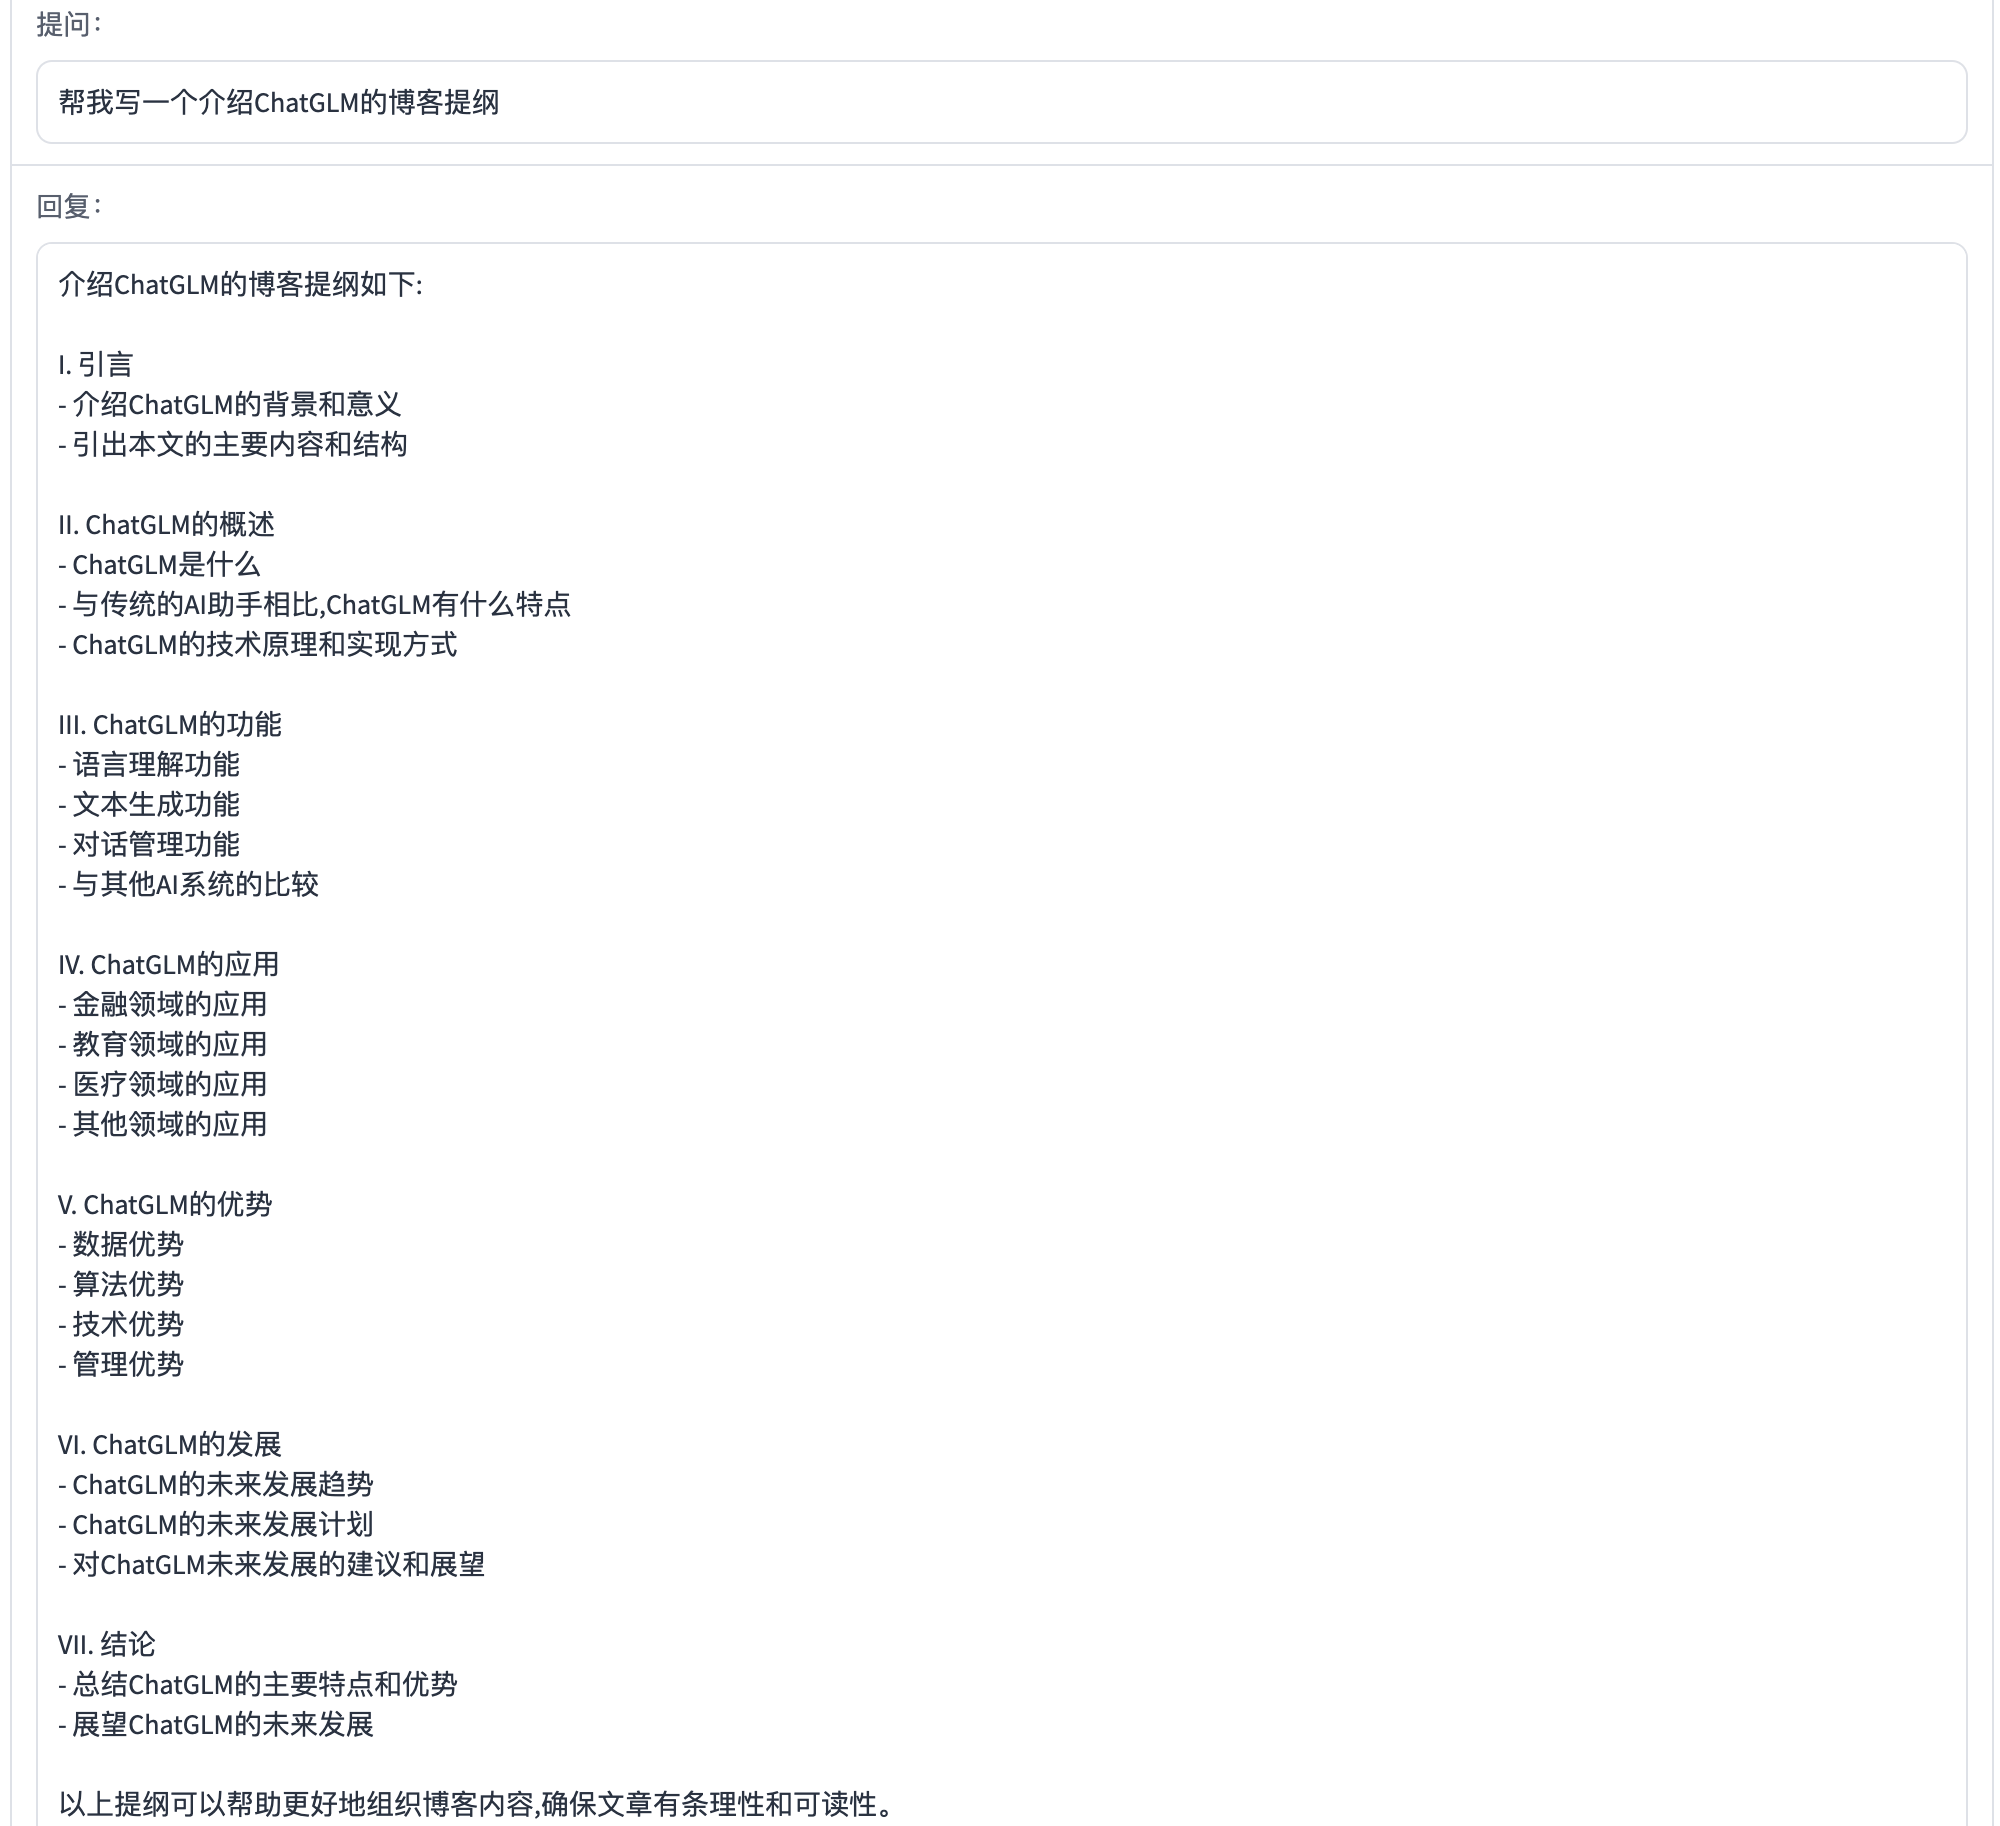 提问：
帮我写一个介绍ChatGLM的博客提纲
回复：
介绍ChatGLM的博客提纲如下:
I. 引言
- 介绍ChatGLM的背景和意义
- 引出本文的主要内容和结构
II. ChatGLM的概述
- ChatGLM是什么
- 与传统的AI助手相比,ChatGLM有什么特点
- ChatGLM的技术原理和实现方式
III. ChatGLM的功能
- 语言理解功能
- 文本生成功能
- 对话管理功能
- 与其他AI系统的比较
IV. ChatGLM的应用
- 金融领域的应用
- 教育领域的应用
- 医疗领域的应用
- 其他领域的应用
V. ChatGLM的优势
- 数据优势
- 算法优势
- 技术优势
- 管理优势
VI. ChatGLM的发展
- ChatGLM的未来发展趋势
- ChatGLM的未来发展计划
- 对ChatGLM未来发展的建议和展望
VII. 结论
- 总结ChatGLM的主要特点和优势
- 展望ChatGLM的未来发展
以上提纲可以帮助更好地组织博客内容,确保文章有条理性和可读性。